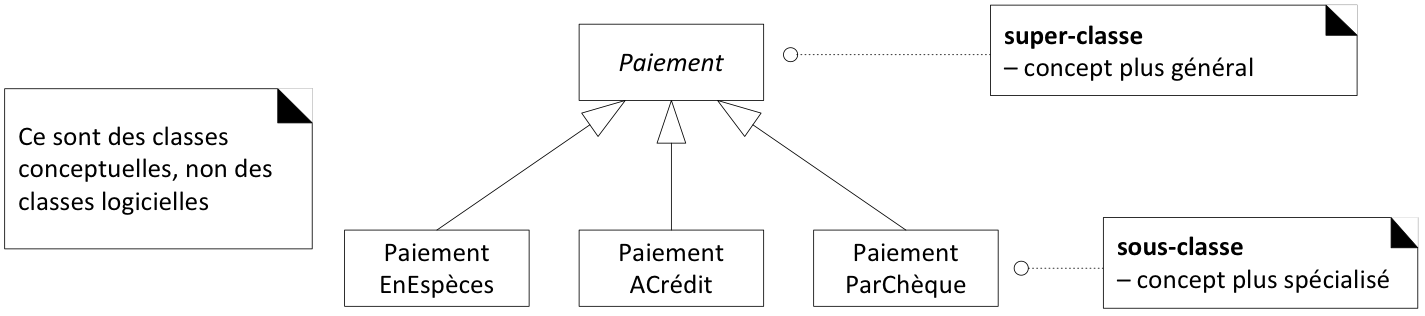 Paiement
super-classe
– concept plus général
Ce sont des classes
conceptuelles, non des
classes logicielles
Paiement
EnEspèces
Paiement
ACrédit
Paiement
ParChèque
sous-classe
– concept plus spécialisé